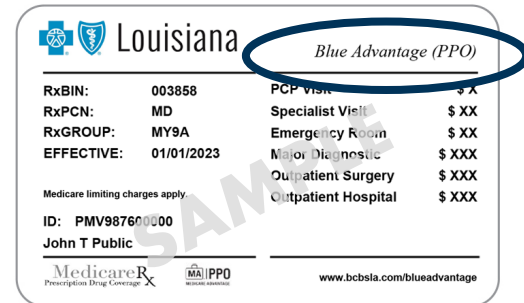 Louisiana
Blue Advantage (PPO)
RxBIN: 003858
RxPCN: MD
RxGROUP: MY9A
EFFECTIVE: 01/01/2023
Medicare limiting charges apply.
ID: PMV987600000
John T Public
PCP Visit $ X
Specialist Visit $ XX
Emergency Room $ XX
Major Diagnostic $ XXX
Outpatient Surgery $ XXX
Outpatient Hospital $ XXX
SAMPLE
MedicareRx
Prescription Drug Coverage
MA PPO
MEDICARE ADVANTAGE
www.bcbsla.com/blueadvantage